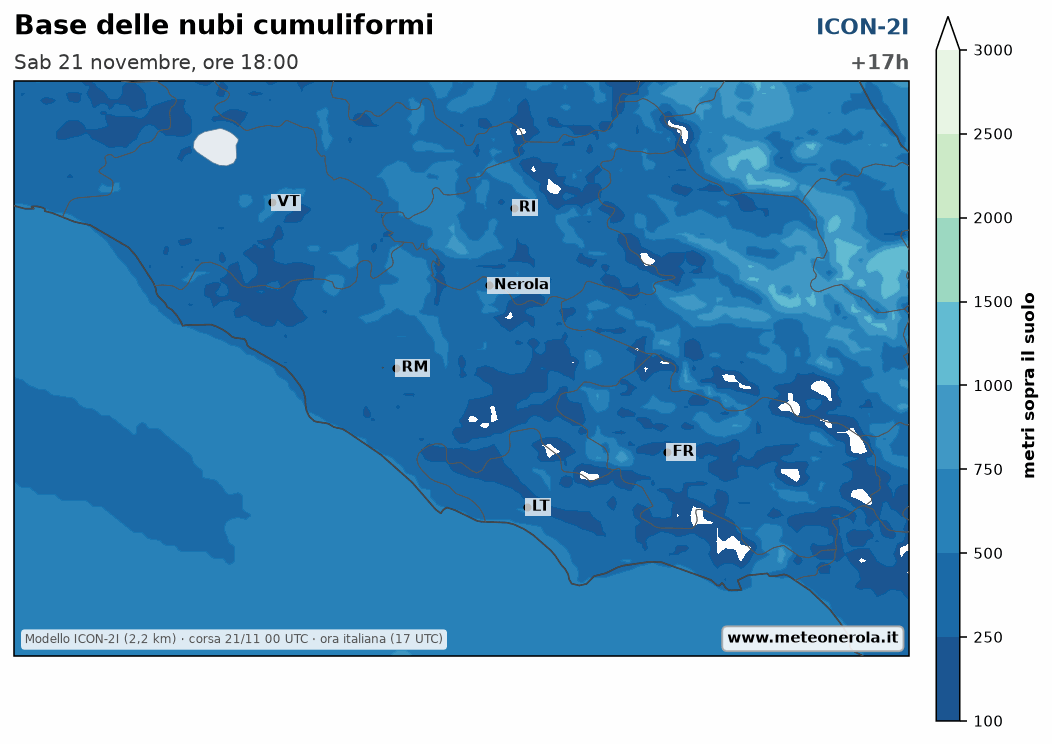 Base delle nubi cumuliformi
ICON-2I
Sab 21 novembre, ore 18:00
+17h
3000
2500
2000
1500
1000
750
500
250
100
metri sopra il suolo
VT
RI
Nerola
RM
FR
LT
Modello ICON-2I (2,2 km) · corsa 21/11 00 UTC · ora italiana (17 UTC)
www.meteonerola.it